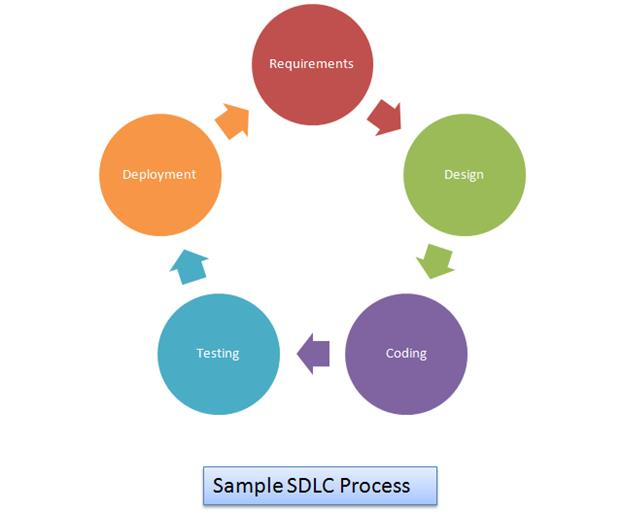 Requirements
Design
Coding
Testing
Deployment
Sample SDLC Process